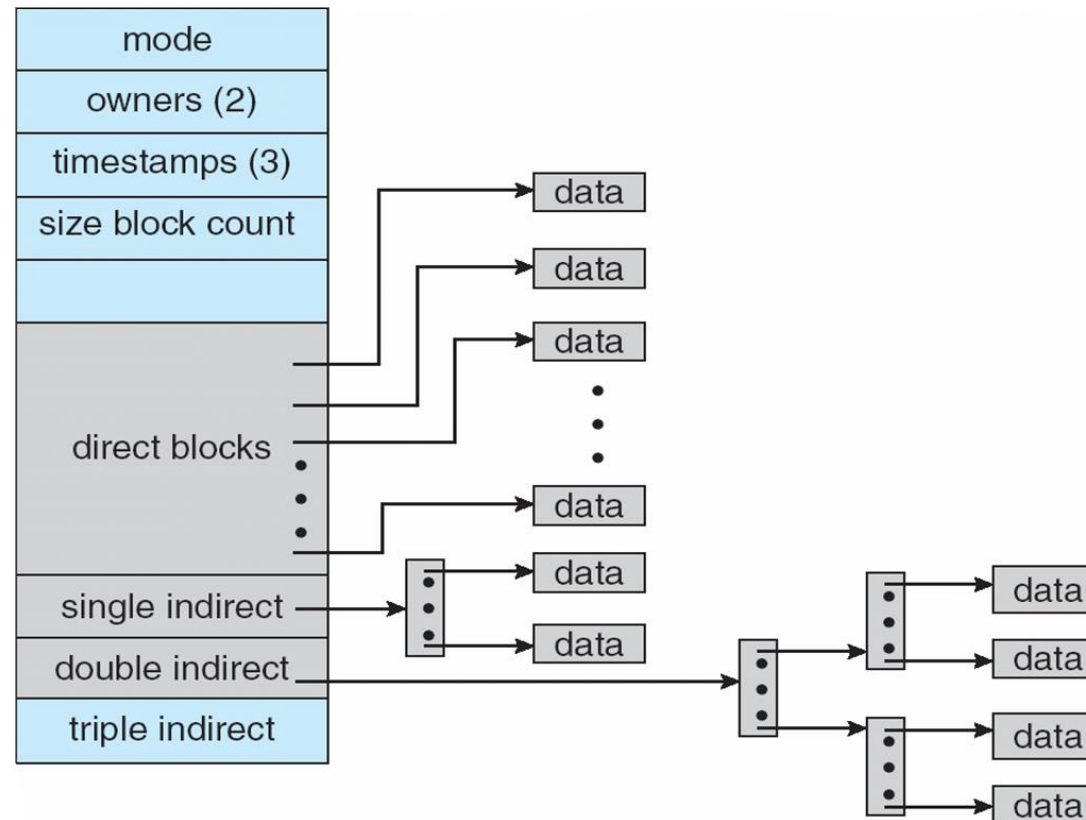 mode
owners (2)
timestamps (3)
size block count
direct blocks
single indirect
double indirect
triple indirect
data
data
data
data
data
data
data
data
data
data